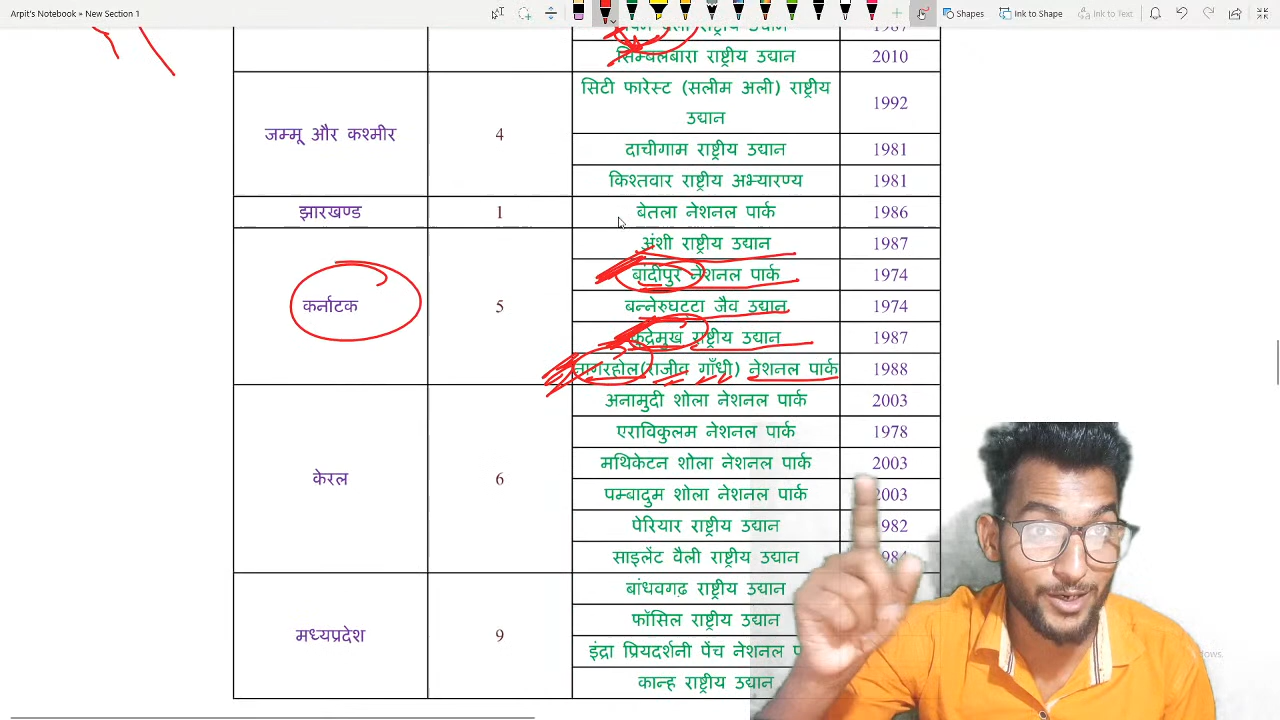 Arpit's Notebook » New Section 1
Shapes
Ink to Shape
Ink to Text
राष्ट्रीय उद्यान 1987
सिम्बलबारा राष्ट्रीय उद्यान 2010
सिटी फारेस्ट (सलीम अली) राष्ट्रीय
उद्यान
1992
जम्मू और कश्मीर 4
दाचीगाम राष्ट्रीय उद्यान 1981
किश्तवार राष्ट्रीय अभ्यारण्य 1981
झारखण्ड 1 बेतला नेशनल पार्क 1986
अंशी राष्ट्रीय उद्यान 1987
बांदीपुर नेशनल पार्क 1974
कर्नाटक 5 बन्नेरुघट्टा जैव उद्यान 1974
कुद्रेमुख राष्ट्रीय उद्यान 1987
नागरहोल(राजीव गाँधी) नेशनल पार्क 1988
अनामुदी शोला नेशनल पार्क 2003
एराविकुलम नेशनल पार्क 1978
मथिकेटन शोला नेशनल पार्क 2003
केरल 6
पम्बादुम शोला नेशनल पार्क 2003
पेरियार राष्ट्रीय उद्यान 982
साइलेंट वैली राष्ट्रीय उद्यान 984
बांधवगढ़ राष्ट्रीय उद्यान
फॉसिल राष्ट्रीय उद्यान
मध्यप्रदेश 9
इंद्रा प्रियदर्शनी पेंच नेशनल प
कान्ह राष्ट्रीय उद्यान